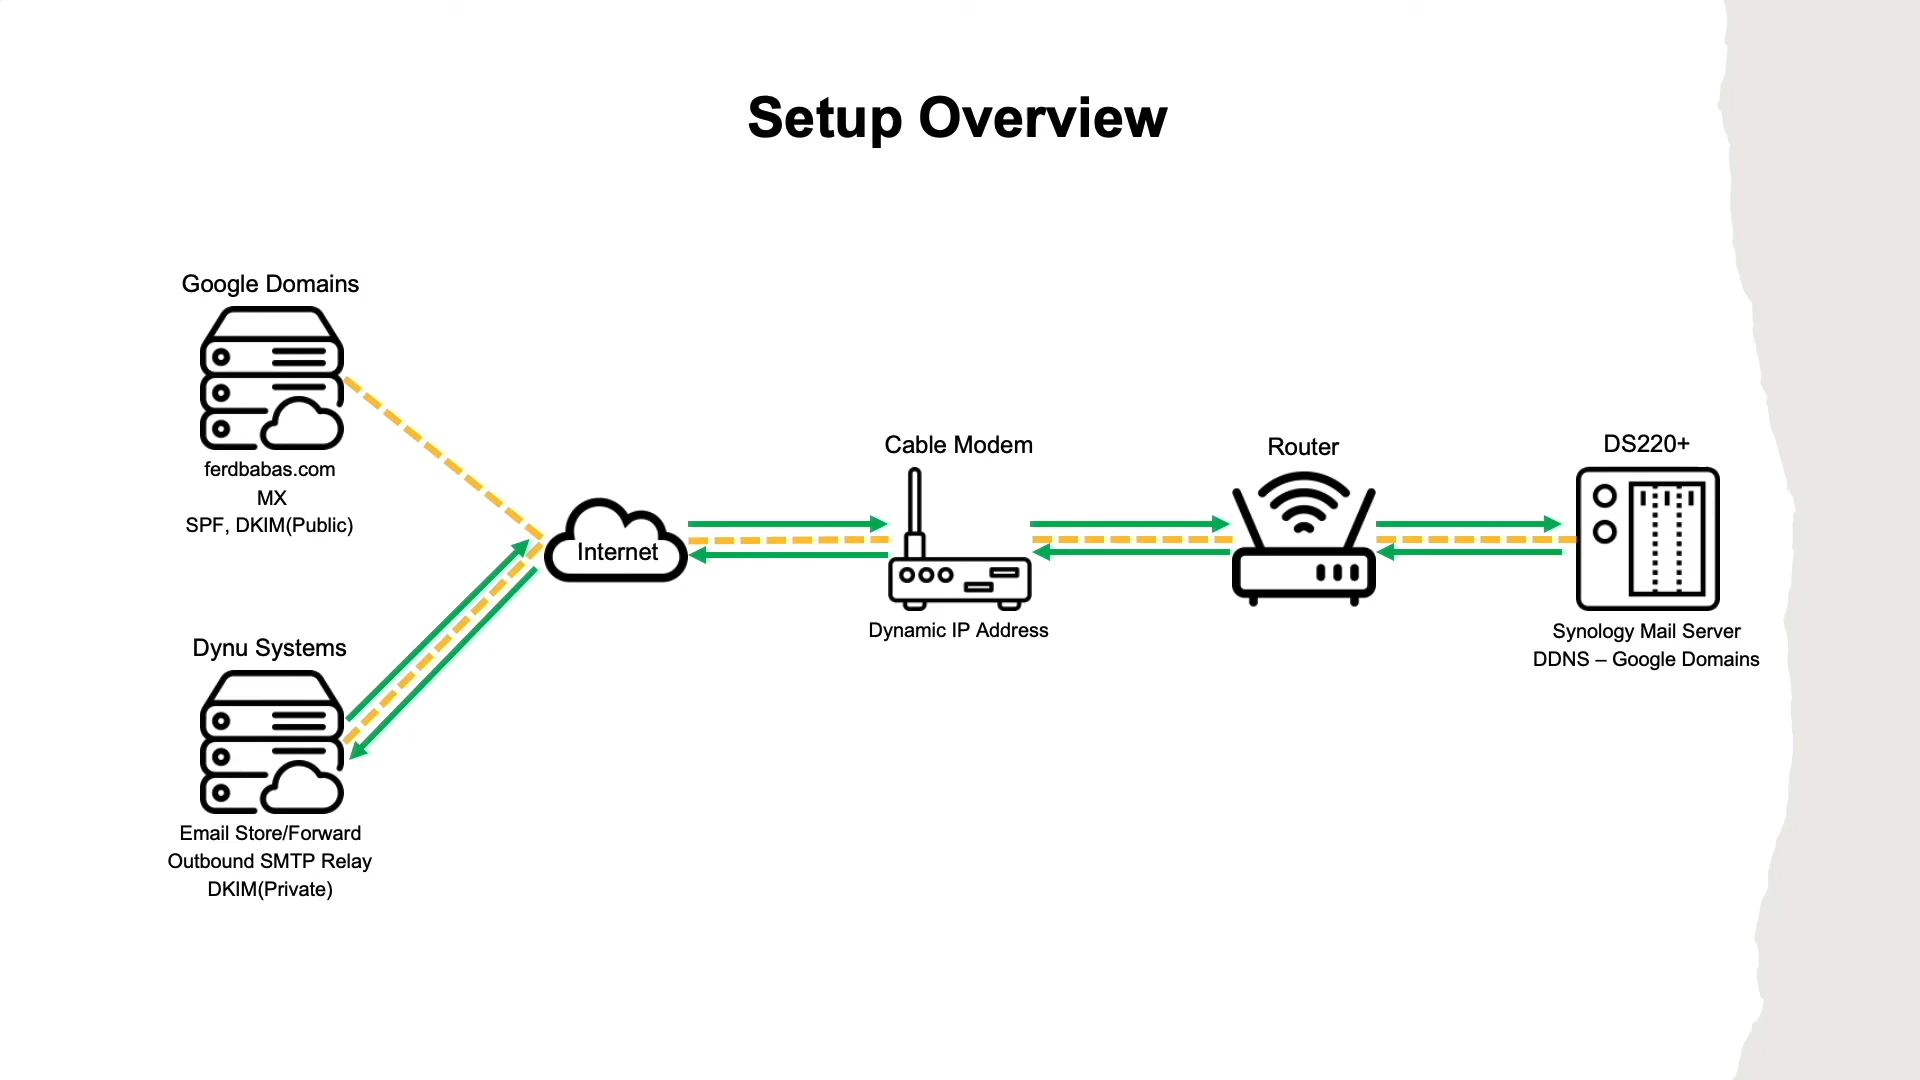 Setup Overview
Google Domains
ferdbabas.com
MX
SPF, DKIM(Public)
Internet
Cable Modem
Dynamic IP Address
Router
DS220+
Synology Mail Server
DDNS – Google Domains
Dynu Systems
Email Store/Forward
Outbound SMTP Relay
DKIM(Private)